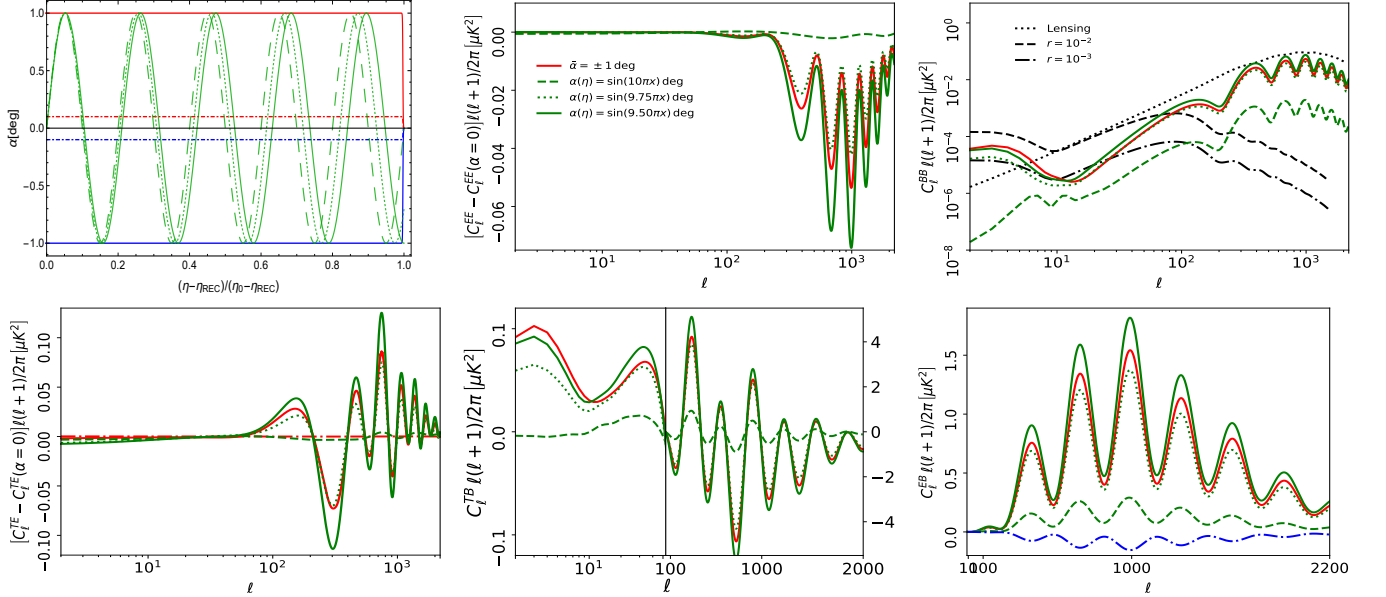 α[deg]
1.0
0.5
0.0
−0.5
−1.0
0.0 0.2 0.4 0.6 0.8 1.0
(η−η_REC)/(η_0−η_REC)
[C_ℓ^EE − C_ℓ^EE(α = 0)]ℓ(ℓ + 1)/2π [μK²]
0.00
−0.02
−0.04
−0.06
ᾱ = ± 1 deg
α(η) = sin(10πx) deg
α(η) = sin(9.75πx) deg
α(η) = sin(9.50πx) deg
10¹ 10² 10³
ℓ
C_ℓ^BB ℓ(ℓ + 1)/2π [μK²]
10⁰
10⁻²
10⁻⁴
10⁻⁶
10⁻⁸
Lensing
r = 10⁻²
r = 10⁻³
10¹ 10² 10³
ℓ
[C_ℓ^TE − C_ℓ^TE(α = 0)]ℓ(ℓ + 1)/2π [μK²]
0.10
0.05
0.00
−0.05
−0.10
10¹ 10² 10³
ℓ
C_ℓ^TB ℓ(ℓ + 1)/2π [μK²]
0.1
0.0
−0.1
4
2
0
−2
−4
10¹ 100 1000 2000
ℓ
C_ℓ^EB ℓ(ℓ + 1)/2π [μK²]
1.5
1.0
0.5
0.0
100 1000 2200
ℓ